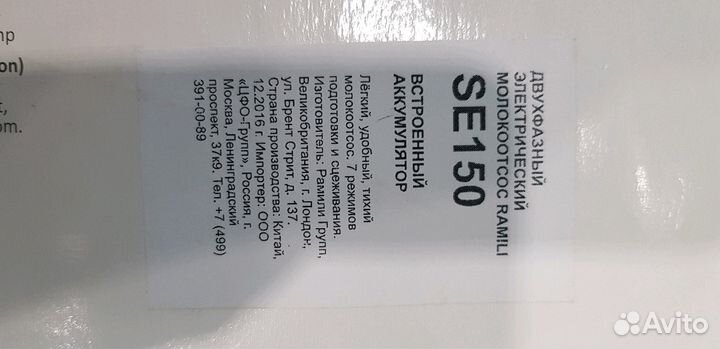 ДВУХФАЗНЫЙ
ЭЛЕКТРИЧЕСКИЙ
МОЛОКООТСОС RAMILI
SE150
ВСТРОЕННЫЙ
АККУМУЛЯТОР
Лёгкий, удобный, тихий
молокоотсос. 7 режимов
подготовки и сцеживания.
Изготовитель: Рамили Групп,
Великобритания, г. Лондон,
ул. Брент Стрит, д. 137.
Страна производства: Китай,
12.2016 г. Импортер: ООО
«ЦФО-Групп», Россия, г.
Москва, Ленинградский
проспект, 37к9. Тел. +7 (499)
391-00-89
on)
Avito